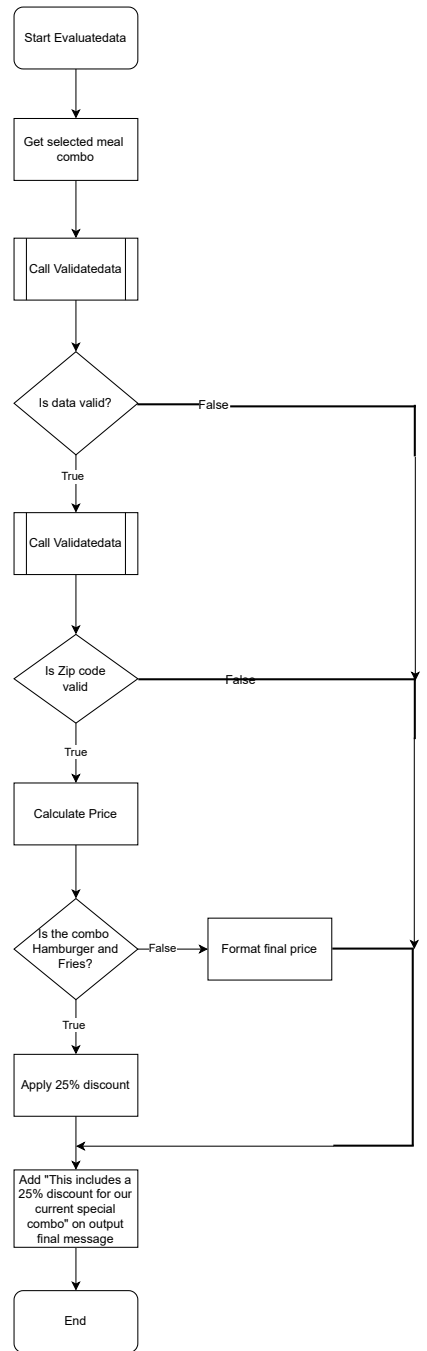 Start Evaluatedata
Get selected meal
combo
Call Validatedata
Is data valid?
False
True
Call Validatedata
Is Zip code
valid
False
True
Calculate Price
Is the combo
Hamburger and
Fries?
False
Format final price
True
Apply 25% discount
Add "This includes a
25% discount for our
current special
combo" on output
final message
End